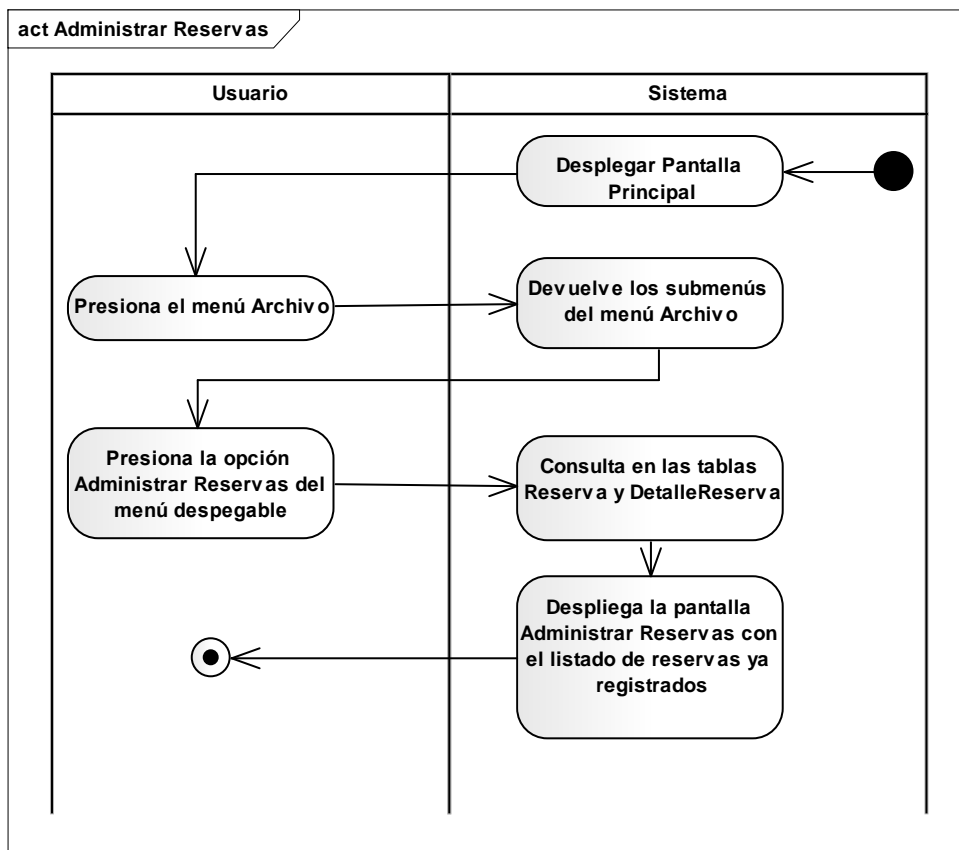 act Administrar Reservas
Usuario
Sistema
Desplegar Pantalla
Principal
Presiona el menú Archivo
Devuelve los submenús
del menú Archivo
Presiona la opción
Administrar Reservas del
menú despegable
Consulta en las tablas
Reserva y DetalleReserva
Despliega la pantalla
Administrar Reservas con
el listado de reservas ya
registrados